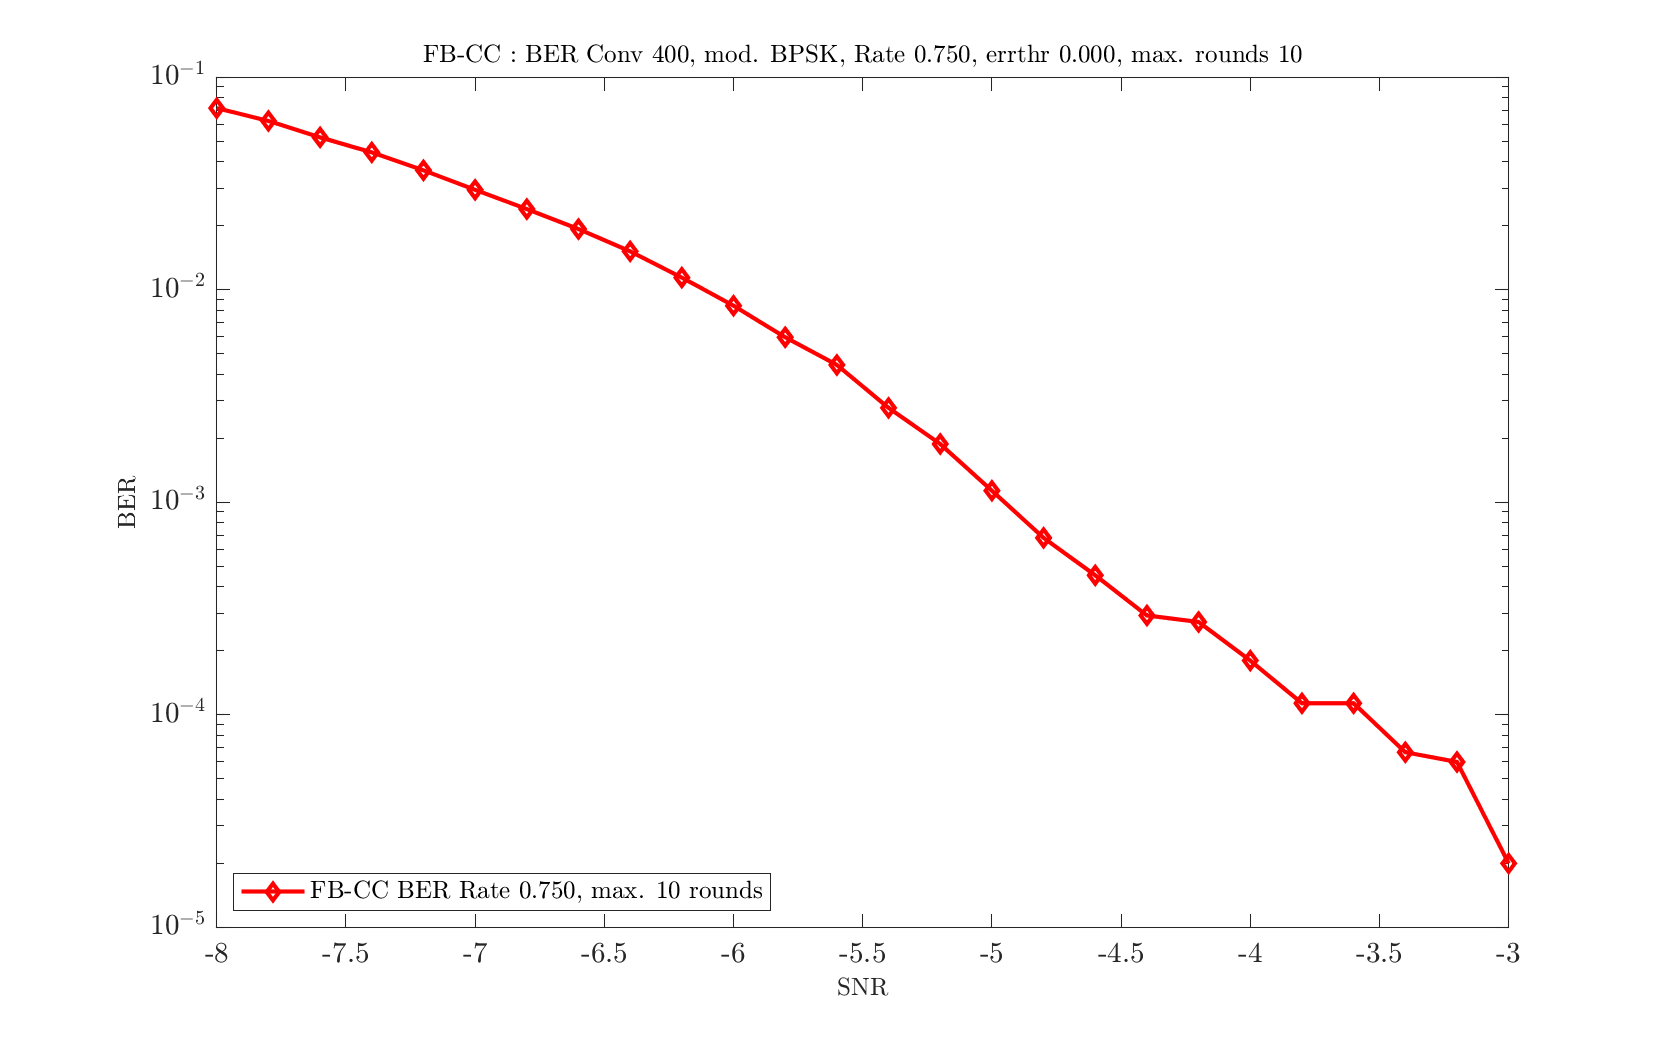 FB-CC : BER Conv 400, mod. BPSK, Rate 0.750, errthr 0.000, max. rounds 10
10⁻¹
10⁻²
10⁻³
10⁻⁴
10⁻⁵
BER
FB-CC BER Rate 0.750, max. 10 rounds
-8 -7.5 -7 -6.5 -6 -5.5 -5 -4.5 -4 -3.5 -3
SNR